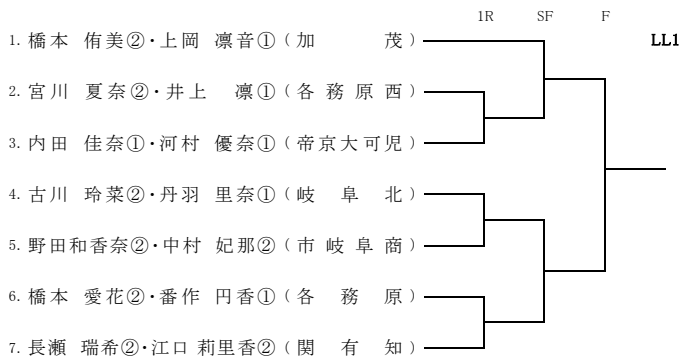 1R SF F
LL1
1. 橋本 侑美②・上岡 凛音① ( 加 茂 )
2. 宮川 夏奈②・井上 凛① ( 各 務 原 西 )
3. 内田 佳奈①・河村 優奈① ( 帝 京 大 可 児 )
4. 古川 玲菜②・丹羽 里奈① ( 岐 阜 北 )
5. 野田和香奈②・中村 妃那② ( 市 岐 阜 商 )
6. 橋本 愛花②・番作 円香① ( 各 務 原 )
7. 長瀬 瑞希②・江口 莉里香② ( 関 有 知 )